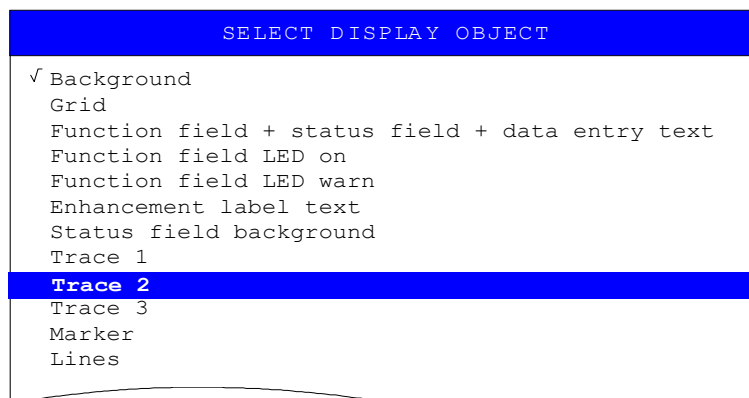 SELECT DISPLAY OBJECT
√ Background
Grid
Function field + status field + data entry text
Function field LED on
Function field LED warn
Enhancement label text
Status field background
Trace 1
Trace 2
Trace 3
Marker
Lines